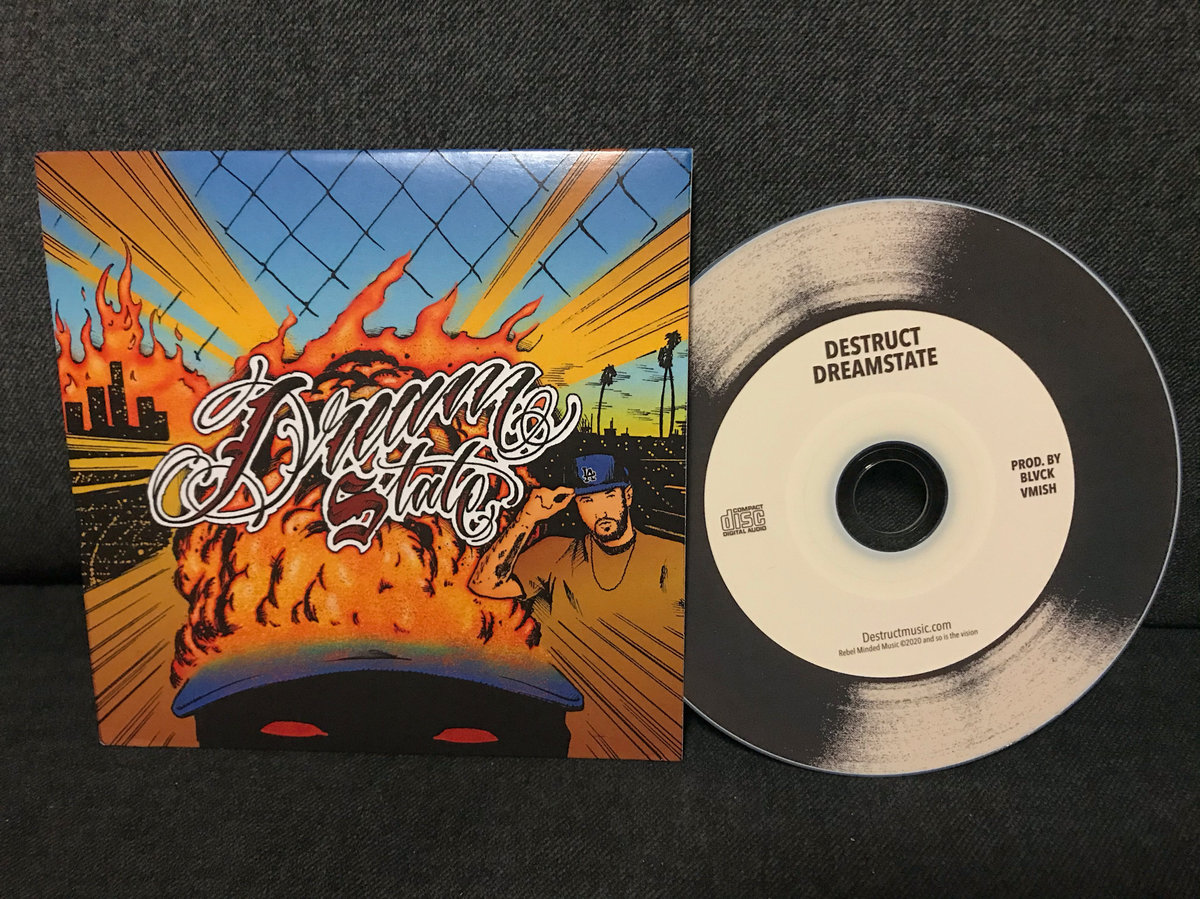 Dream
State
LA
DESTRUCT
DREAMSTATE
PROD. BY
BLVCK
VMISH
COMPACT
disc
DIGITAL AUDIO
Destructmusic.com
Rebel Minded Music ©2020 and so is the vision